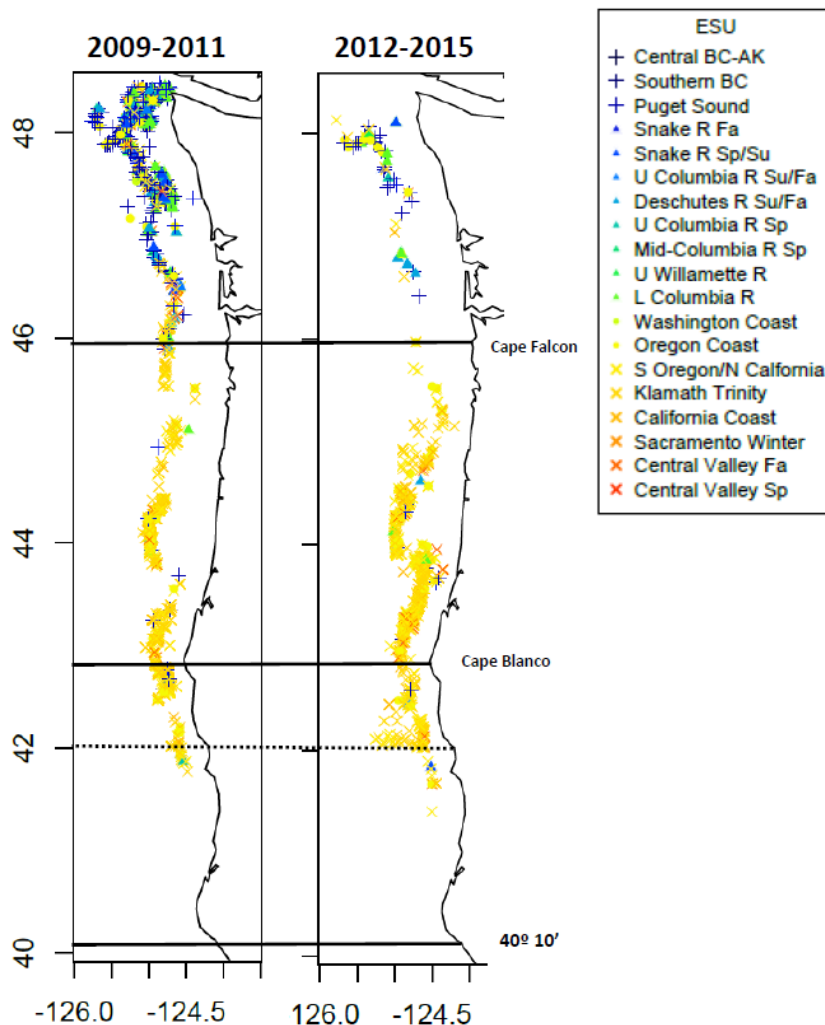 2009-2011
2012-2015
48
46
44
42
40
Cape Falcon
Cape Blanco
40º 10’
-126.0
-124.5
126.0
-124.5
ESU
Central BC-AK
Southern BC
Puget Sound
Snake R Fa
Snake R Sp/Su
U Columbia R Su/Fa
Deschutes R Su/Fa
U Columbia R Sp
Mid-Columbia R Sp
U Willamette R
L Columbia R
Washington Coast
Oregon Coast
S Oregon/N Calfornia
Klamath Trinity
California Coast
Sacramento Winter
Central Valley Fa
Central Valley Sp